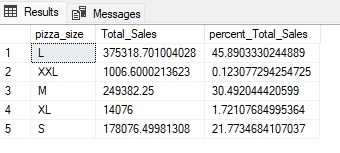 Results Messages
pizza_size Total_Sales percent_Total_Sales
1 L 375318.701004028 45.8903330244889
2 XXL 1006.6000213623 0.123077294254725
3 M 249382.25 30.492044420599
4 XL 14076 1.72107684995364
5 S 178076.49981308 21.7734684107037